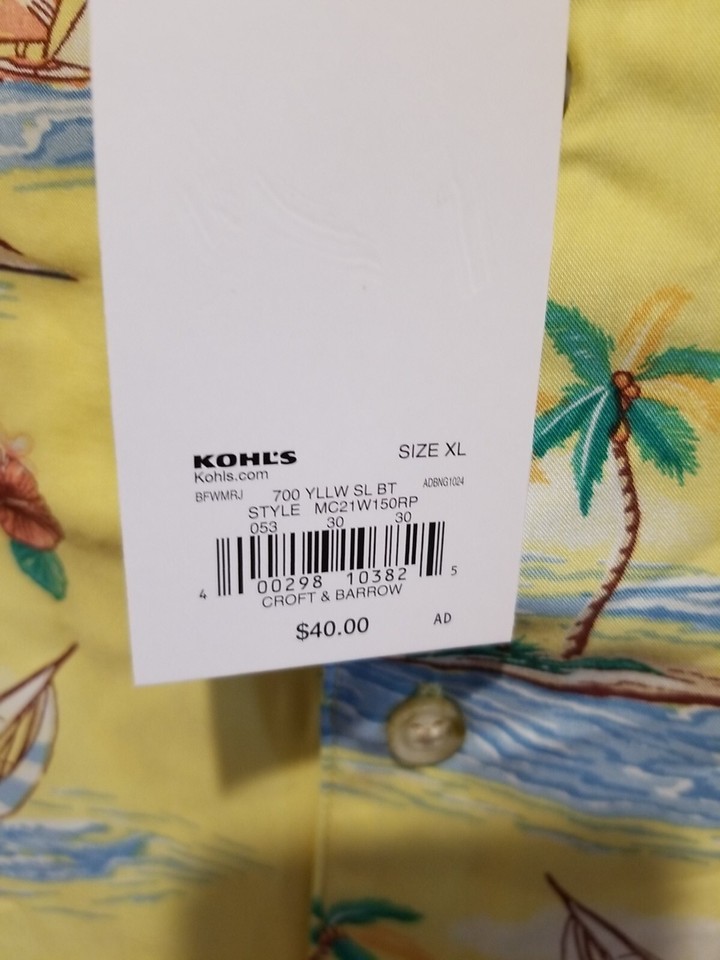 KOHL'S SIZE XL
Kohls.com
BFWMRJ 700 YLLW SL BT ADBNG1024
STYLE MC21W150RP
053 30 30
4 00298 10382 5
CROFT & BARROW
$40.00 AD